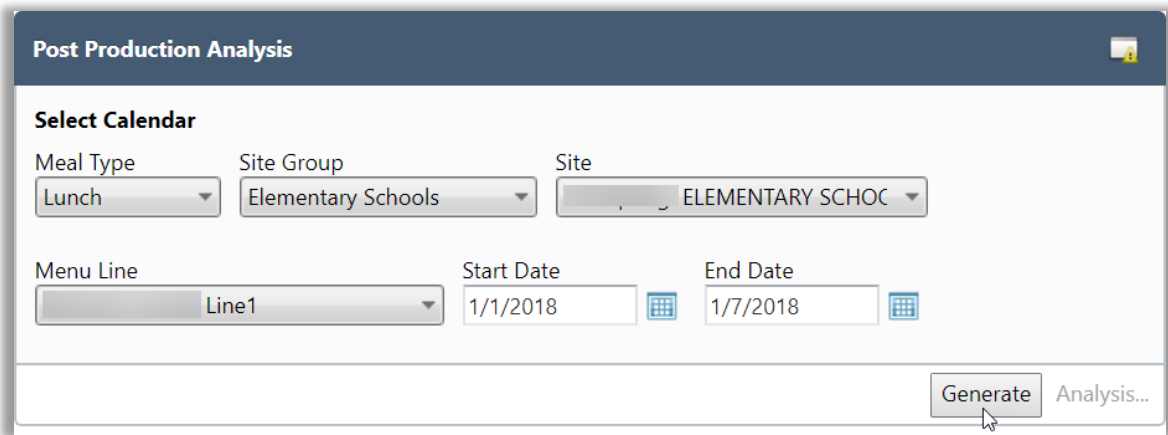 Post Production Analysis
Select Calendar
Meal Type Site Group Site
Lunch Elementary Schools ELEMENTARY SCHOC
Menu Line Start Date End Date
Line1 1/1/2018 1/7/2018
Generate Analysis...